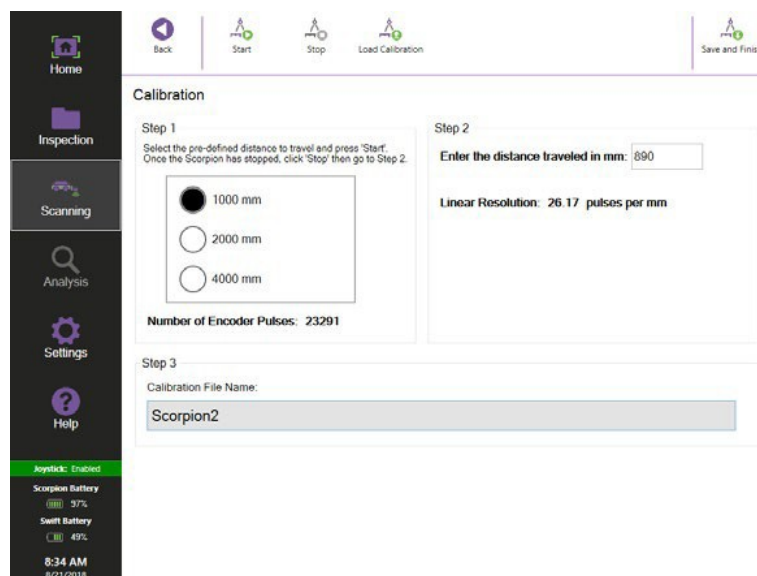 Home
Inspection
Scanning
Analysis
Settings
Help
Joystick: Enabled
Scorpion Battery
97%
Swift Battery
49%
8:34 AM
8/21/2018
Back
Start
Stop
Load Calibration
Save and Finis
Calibration
Step 1
Select the pre-defined distance to travel and press 'Start'.
Once the Scorpion has stopped, click 'Stop' then go to Step 2.
1000 mm
2000 mm
4000 mm
Number of Encoder Pulses: 23291
Step 2
Enter the distance traveled in mm: 890
Linear Resolution: 26.17 pulses per mm
Step 3
Calibration File Name:
Scorpion2